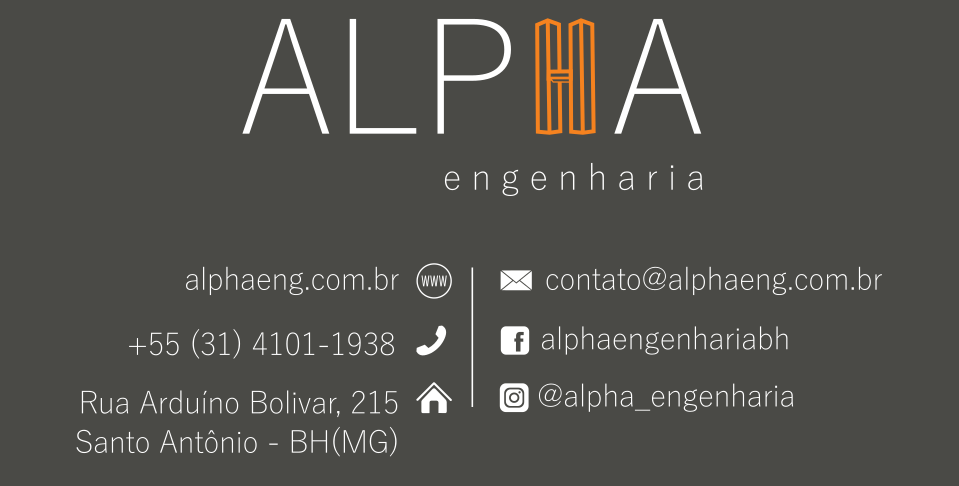 ALPHA
engenharia
alphaeng.com.br
WWW
+55 (31) 4101-1938
Rua Arduíno Bolivar, 215
Santo Antônio - BH(MG)
contato@alphaeng.com.br
alphaengenhariabh
@alpha_engenharia